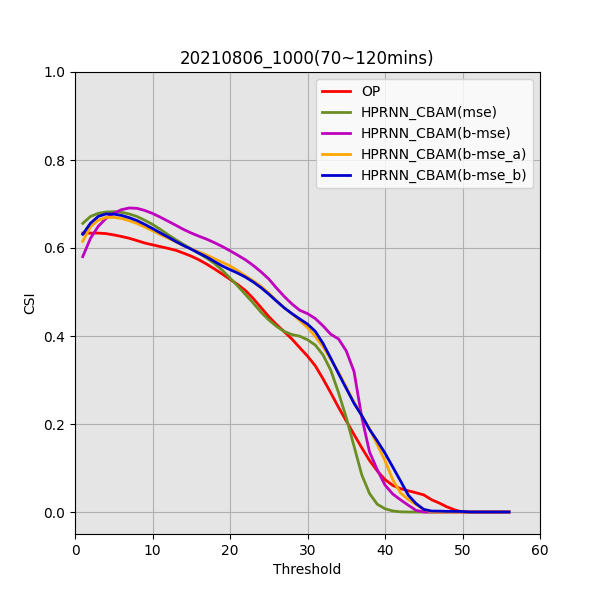 20210806_1000(70~120mins)
OP
HPRNN_CBAM(mse)
HPRNN_CBAM(b-mse)
HPRNN_CBAM(b-mse_a)
HPRNN_CBAM(b-mse_b)
1.0
0.8
0.6
0.4
0.2
0.0
CSI
0 10 20 30 40 50 60
Threshold